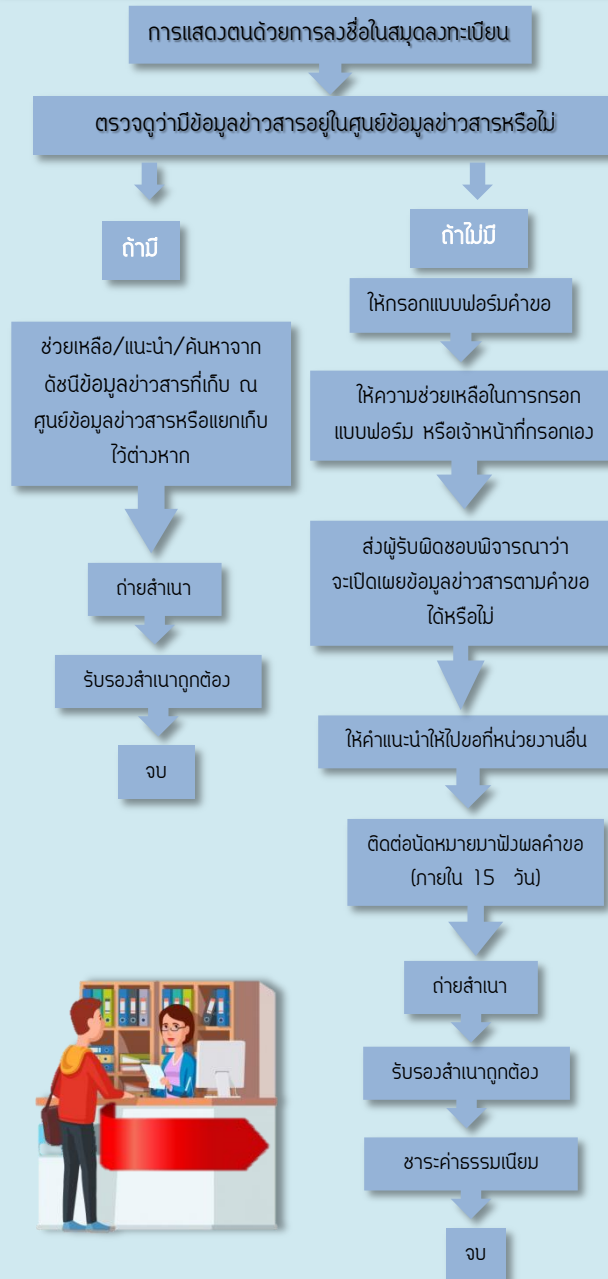 การแสดงตนด้วยการลงชื่อในสมุดลงทะเบียน
ตรวจดูว่ามีข้อมูลข่าวสารอยู่ในศูนย์ข้อมูลข่าวสารหรือไม่
ถ้ามี
ช่วยเหลือ/แนะนำ/ค้นหาจาก
ดัชนีข้อมูลข่าวสารที่เก็บ ณ
ศูนย์ข้อมูลข่าวสารหรือแยกเก็บ
ไว้ต่างหาก
ถ่ายสำเนา
รับรองสำเนาถูกต้อง
จบ
ถ้าไม่มี
ให้กรอกแบบฟอร์มคำขอ
ให้ความช่วยเหลือในการกรอก
แบบฟอร์ม หรือเจ้าหน้าที่กรอกเอง
ส่งผู้รับผิดชอบพิจารณาว่า
จะเปิดเผยข้อมูลข่าวสารตามคำขอ
ได้หรือไม่
ให้คำแนะนำให้ไปขอที่หน่วยงานอื่น
ติดต่อนัดหมายมาฟังผลคำขอ
(ภายใน 15 วัน)
ถ่ายสำเนา
รับรองสำเนาถูกต้อง
ชาระค่าธรรมเนียม
จบ